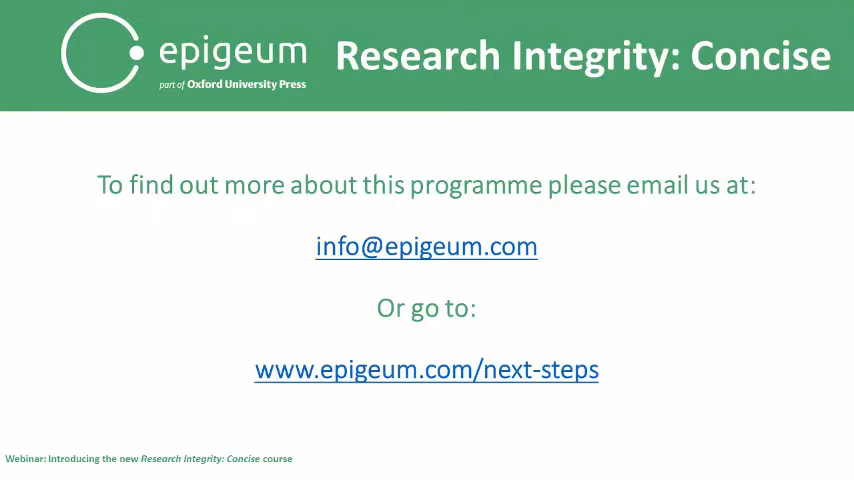 epigeum
part of Oxford University Press
Research Integrity: Concise
To find out more about this programme please email us at:
info@epigeum.com
Or go to:
www.epigeum.com/next-steps
Webinar: Introducing the new Research Integrity: Concise course